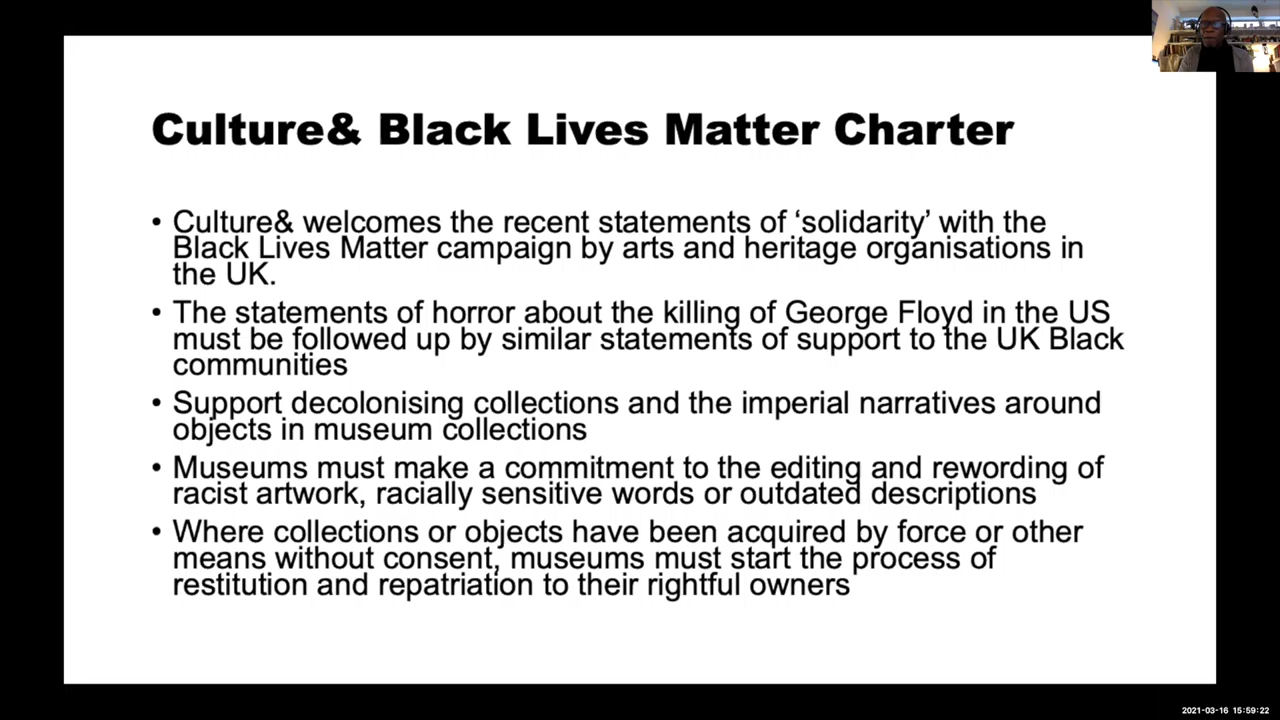 Culture& Black Lives Matter Charter
• Culture& welcomes the recent statements of ‘solidarity’ with the
Black Lives Matter campaign by arts and heritage organisations in
the UK.
• The statements of horror about the killing of George Floyd in the US
must be followed up by similar statements of support to the UK Black
communities
• Support decolonising collections and the imperial narratives around
objects in museum collections
• Museums must make a commitment to the editing and rewording of
racist artwork, racially sensitive words or outdated descriptions
• Where collections or objects have been acquired by force or other
means without consent, museums must start the process of
restitution and repatriation to their rightful owners
2021-03-16 15:59:22